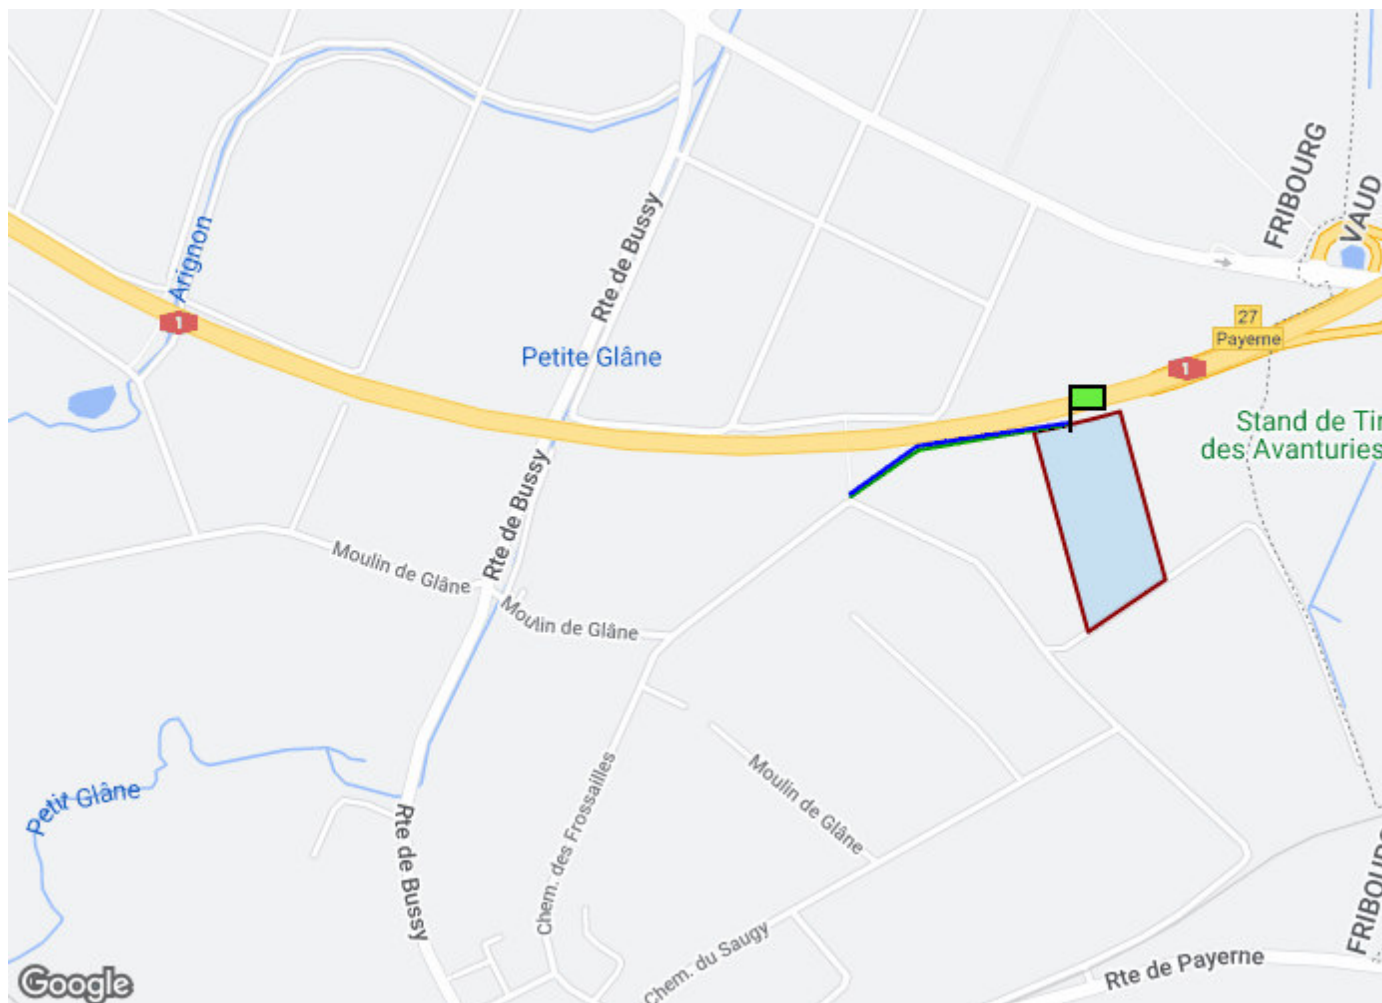 FRIBOURG
VAUD
Rte de Bussy
Arignon
1
27
Payerne
Petite Glâne
1
Stand de Tir
des Avanturies
Rte de Bussy
Moulin de Glâne
Moulin de Glâne
Petit Glâne
Chem. des Frossailles
Moulin de Glâne
Rte de Bussy
FRIBOURG
Chem. du Saugy
Rte de Payerne
Google